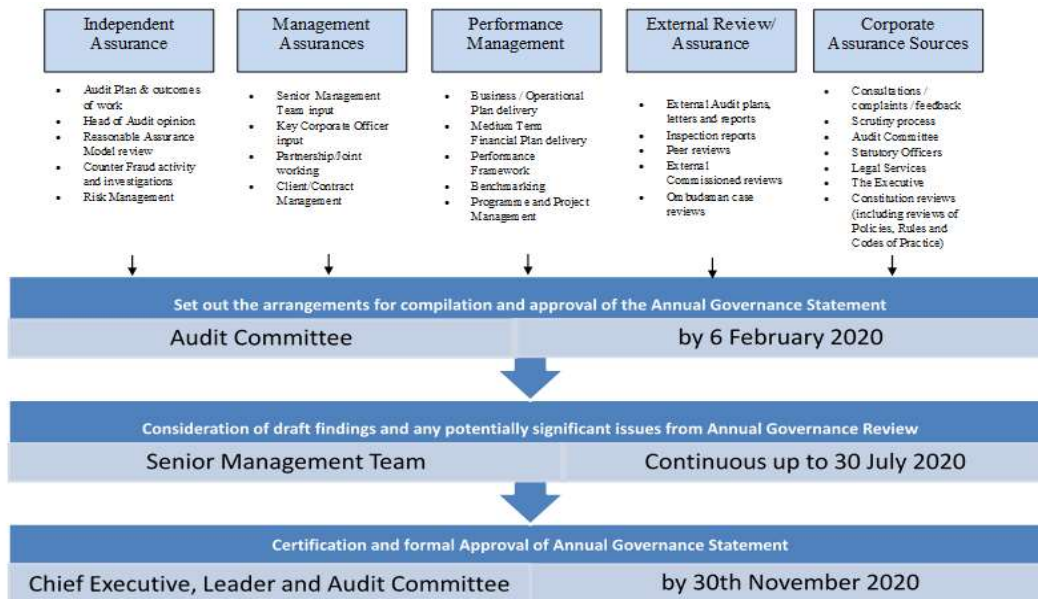 Independent
Assurance
Management
Assurances
Performance
Management
External Review/
Assurance
Corporate
Assurance Sources
• Audit Plan & outcomes
of work
• Head of Audit opinion
• Reasonable Assurance
Model review
• Counter Fraud activity
and investigations
• Risk Management
• Senior Management
Team input
• Key Corporate Officer
input
• Partnership/Joint
working
• Client/Contract
Management
• Business / Operational
Plan delivery
• Medium Term
Financial Plan delivery
• Performance
Framework
• Benchmarking
• Programme and Project
Management
• External Audit plans,
letters and reports
• Inspection reports
• Peer reviews
• External
Commissioned reviews
• Ombudsman case
reviews
• Consultations /
complaints / feedback
• Scrutiny process
• Audit Committee
• Statutory Officers
• Legal Services
• The Executive
• Constitution reviews
(including reviews of
Policies, Rules and
Codes of Practice)
Set out the arrangements for compilation and approval of the Annual Governance Statement
Audit Committee
by 6 February 2020
Consideration of draft findings and any potentially significant issues from Annual Governance Review
Senior Management Team
Continuous up to 30 July 2020
Certification and formal Approval of Annual Governance Statement
Chief Executive, Leader and Audit Committee
by 30th November 2020